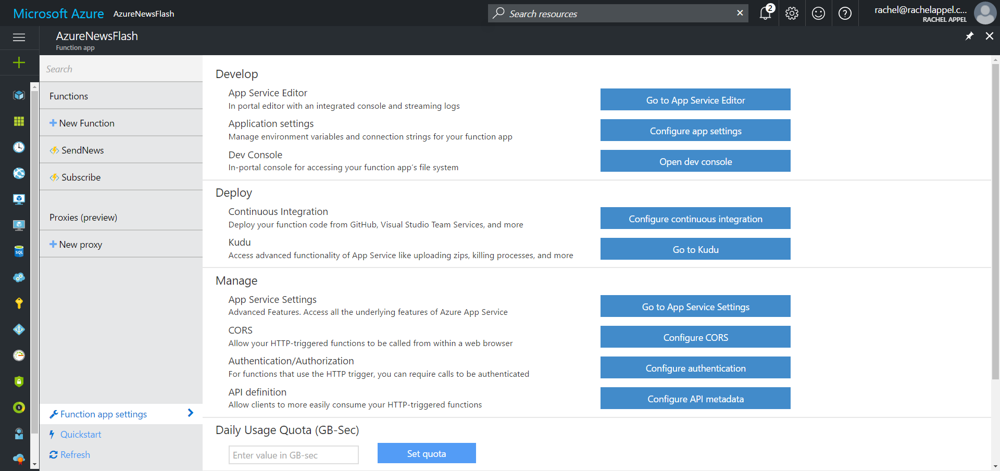 Microsoft Azure AzureNewsFlash
Search resources
2
rachel@rachelappel.c...
RACHEL APPEL
AzureNewsFlash
Function app
Search
Functions
New Function
SendNews
Subscribe
Proxies (preview)
New proxy
Function app settings
Quickstart
Refresh
Develop
App Service Editor
In portal editor with an integrated console and streaming logs
Go to App Service Editor
Application settings
Manage environment variables and connection strings for your function app
Configure app settings
Dev Console
In-portal console for accessing your function app's file system
Open dev console
Deploy
Continuous Integration
Deploy your function code from GitHub, Visual Studio Team Services, and more
Configure continuous integration
Kudu
Access advanced functionality of App Service like uploading zips, killing processes, and more
Go to Kudu
Manage
App Service Settings
Advanced Features. Access all the underlying features of Azure App Service
Go to App Service Settings
CORS
Allow your HTTP-triggered functions to be called from within a web browser
Configure CORS
Authentication/Authorization
For functions that use the HTTP trigger, you can require calls to be authenticated
Configure authentication
API definition
Allow clients to more easily consume your HTTP-triggered functions
Configure API metadata
Daily Usage Quota (GB-Sec)
Enter value in GB-sec
Set quota
SQL